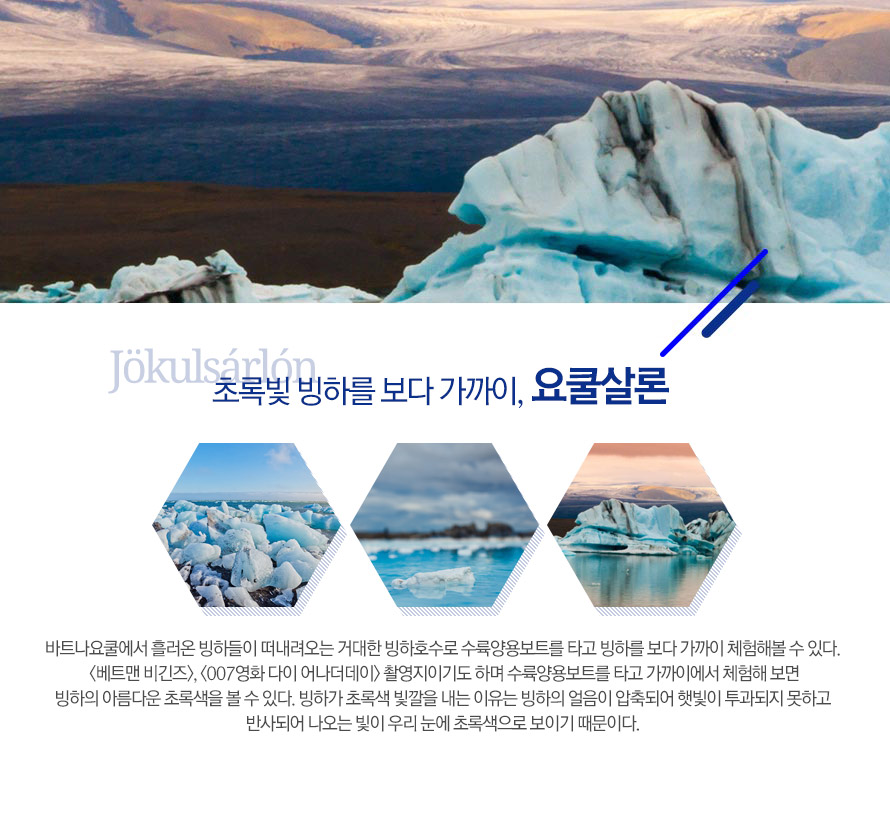 Jökulsárlón
초록빛 빙하를 보다 가까이, 요쿨살론
바트나요쿨에서 흘러온 빙하들이 떠내려오는 거대한 빙하호수로 수륙양용보트를 타고 빙하를 보다 가까이 체험해볼 수 있다.
〈베트맨 비긴즈〉, 〈007영화 다이 어나더데이〉 촬영지이기도 하며 수륙양용보트를 타고 가까이에서 체험해 보면
빙하의 아름다운 초록색을 볼 수 있다. 빙하가 초록색 빛깔을 내는 이유는 빙하의 얼음이 압축되어 햇빛이 투과되지 못하고
반사되어 나오는 빛이 우리 눈에 초록색으로 보이기 때문이다.